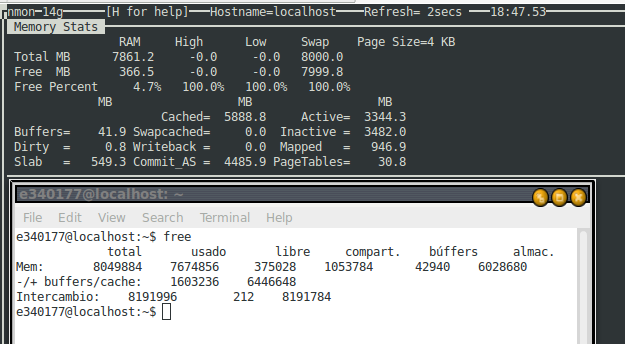 nmon-14g [H for help] Hostname=localhost Refresh= 2secs 18:47.53
Memory Stats
RAM High Low Swap Page Size=4 KB
Total MB 7861.2 -0.0 -0.0 8000.0
Free MB 366.5 -0.0 -0.0 7999.8
Free Percent 4.7% 100.0% 100.0% 100.0%
MB MB MB
Cached= 5888.8 Active= 3344.3
Buffers= 41.9 Swapcached= 0.0 Inactive = 3482.0
Dirty = 0.8 Writeback = 0.0 Mapped = 946.9
Slab = 549.3 Commit_AS = 4485.9 PageTables= 30.8
e340177@localhost: ~
File Edit View Search Terminal Help
e340177@localhost:~$ free
total usado libre compart. búffers almac.
Mem: 8049884 7674856 375028 1053784 42940 6028680
-/+ buffers/cache: 1603236 6446648
Intercambio: 8191996 212 8191784
e340177@localhost:~$